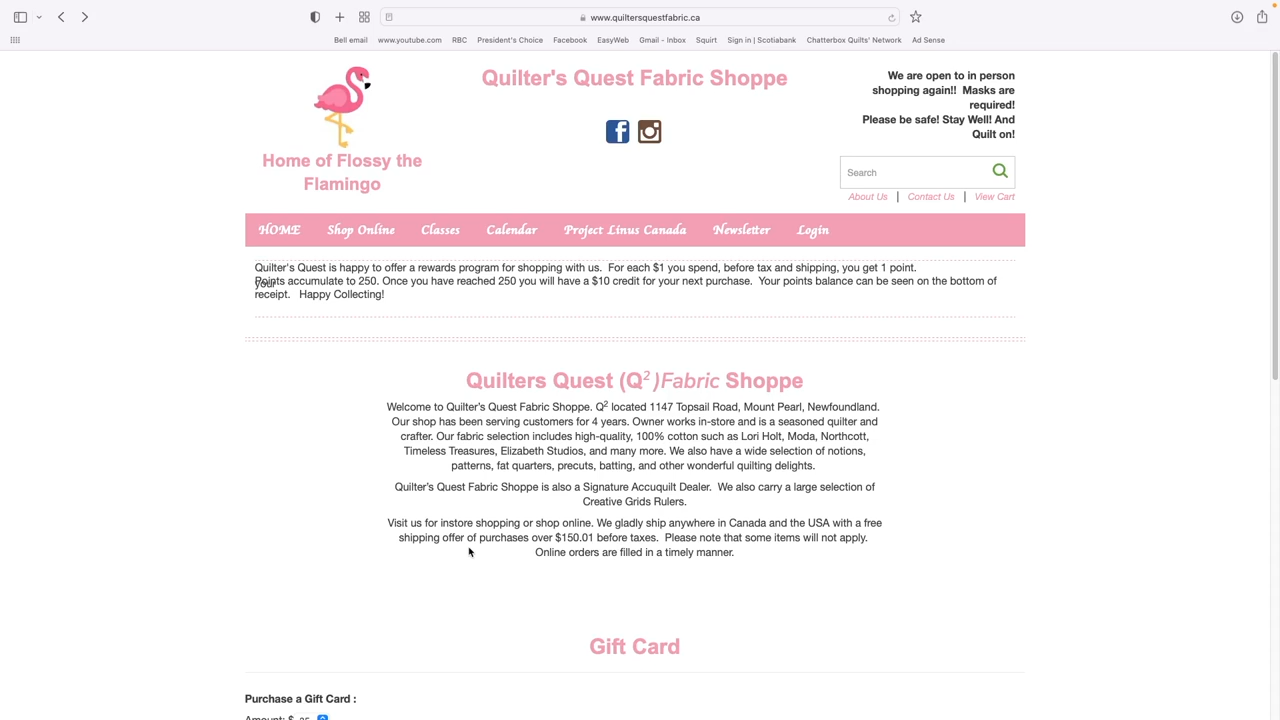 www.quiltersquestfabric.ca
Bell email www.youtube.com RBC President's Choice Facebook EasyWeb Gmail - Inbox Squirt Sign in | Scotiabank Chatterbox Quilts' Network Ad Sense
Quilter's Quest Fabric Shoppe
Home of Flossy the
Flamingo
We are open to in person
shopping again!! Masks are
required!
Please be safe! Stay Well! And
Quilt on!
Search
About Us | Contact Us | View Cart
HOME Shop Online Classes Calendar Project Linus Canada Newsletter Login
Quilter's Quest is happy to offer a rewards program for shopping with us. For each $1 you spend, before tax and shipping, you get 1 point.
Points accumulate to 250. Once you have reached 250 you will have a $10 credit for your next purchase. Your points balance can be seen on the bottom of
your
receipt. Happy Collecting!
Quilters Quest (Q2)Fabric Shoppe
Welcome to Quilter's Quest Fabric Shoppe. Q2 located 1147 Topsail Road, Mount Pearl, Newfoundland.
Our shop has been serving customers for 4 years. Owner works in-store and is a seasoned quilter and
crafter. Our fabric selection includes high-quality, 100% cotton such as Lori Holt, Moda, Northcott,
Timeless Treasures, Elizabeth Studios, and many more. We also have a wide selection of notions,
patterns, fat quarters, precuts, batting, and other wonderful quilting delights.
Quilter's Quest Fabric Shoppe is also a Signature Accuquilt Dealer. We also carry a large selection of
Creative Grids Rulers.
Visit us for instore shopping or shop online. We gladly ship anywhere in Canada and the USA with a free
shipping offer of purchases over $150.01 before taxes. Please note that some items will not apply.
Online orders are filled in a timely manner.
Gift Card
Purchase a Gift Card :
Amount: $ 25